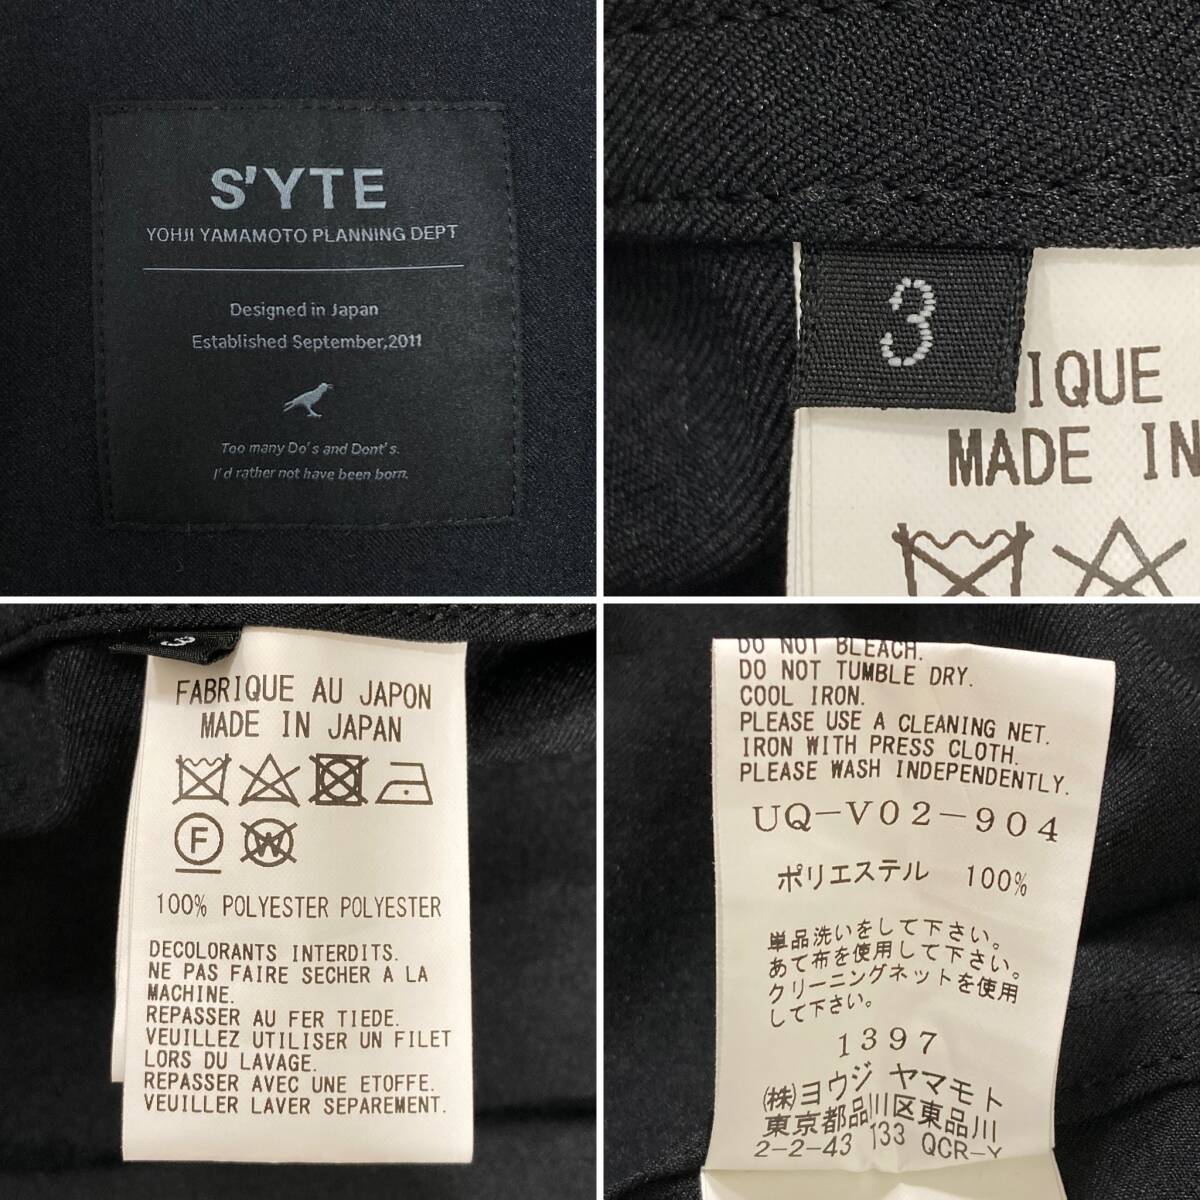 S'YTE
YOHJI YAMAMOTO PLANNING DEPT
Designed in Japan
Established September,2011
Too many Do's and Dont's.
I'd rather not have been born.
3
IQUE
MADE IN
3
FABRIQUE AU JAPON
MADE IN JAPAN
F
W
100% POLYESTER POLYESTER
DECOLORANTS INTERDITS.
NE PAS FAIRE SECHER A LA
MACHINE.
REPASSER AU FER TIEDE.
VEUILLEZ UTILISER UN FILET
LORS DU LAVAGE.
REPASSER AVEC UNE ETOFFE.
VEUILLER LAVER SEPAREMENT.
DO NOT BLEACH.
DO NOT TUMBLE DRY.
COOL IRON.
PLEASE USE A CLEANING NET.
IRON WITH PRESS CLOTH.
PLEASE WASH INDEPENDENTLY.
UQ-V02-904
ポリエステル 100%
単品洗いをして下さい。
あて布を使用して下さい。
クリーニングネットを使用
して下さい。
1397
㈱ヨウジ ヤマモト
東京都品川区東品川
2-2-43 133 QCR-Y